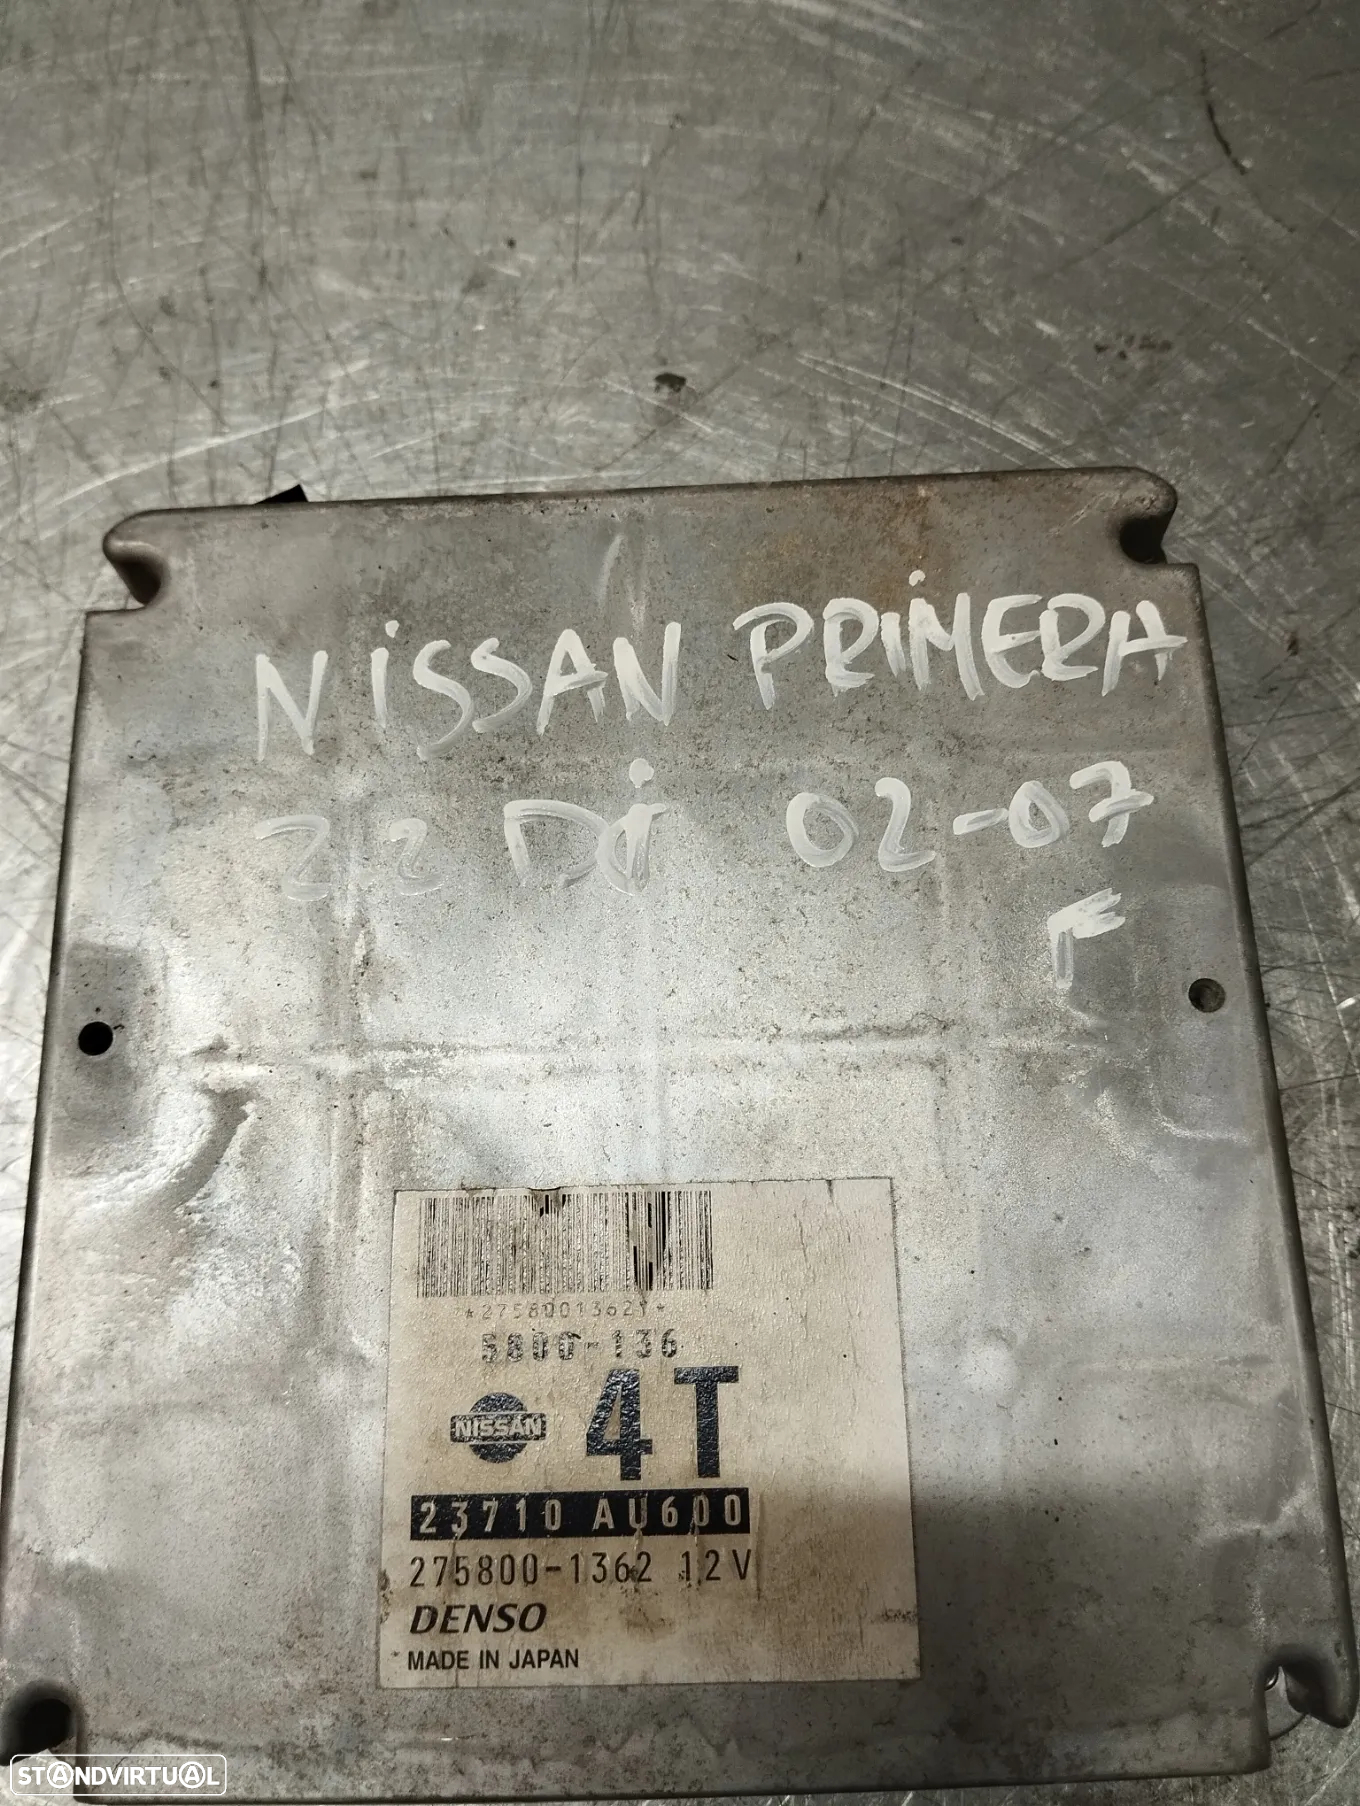 NiSSAN PRiMERA
2.2 Di 02-07
F
*2758001362T*
5800-136
NISSAN 4T
23710 AU600
275800-1362 12V
DENSO
MADE IN JAPAN
STANDVIRTUAL